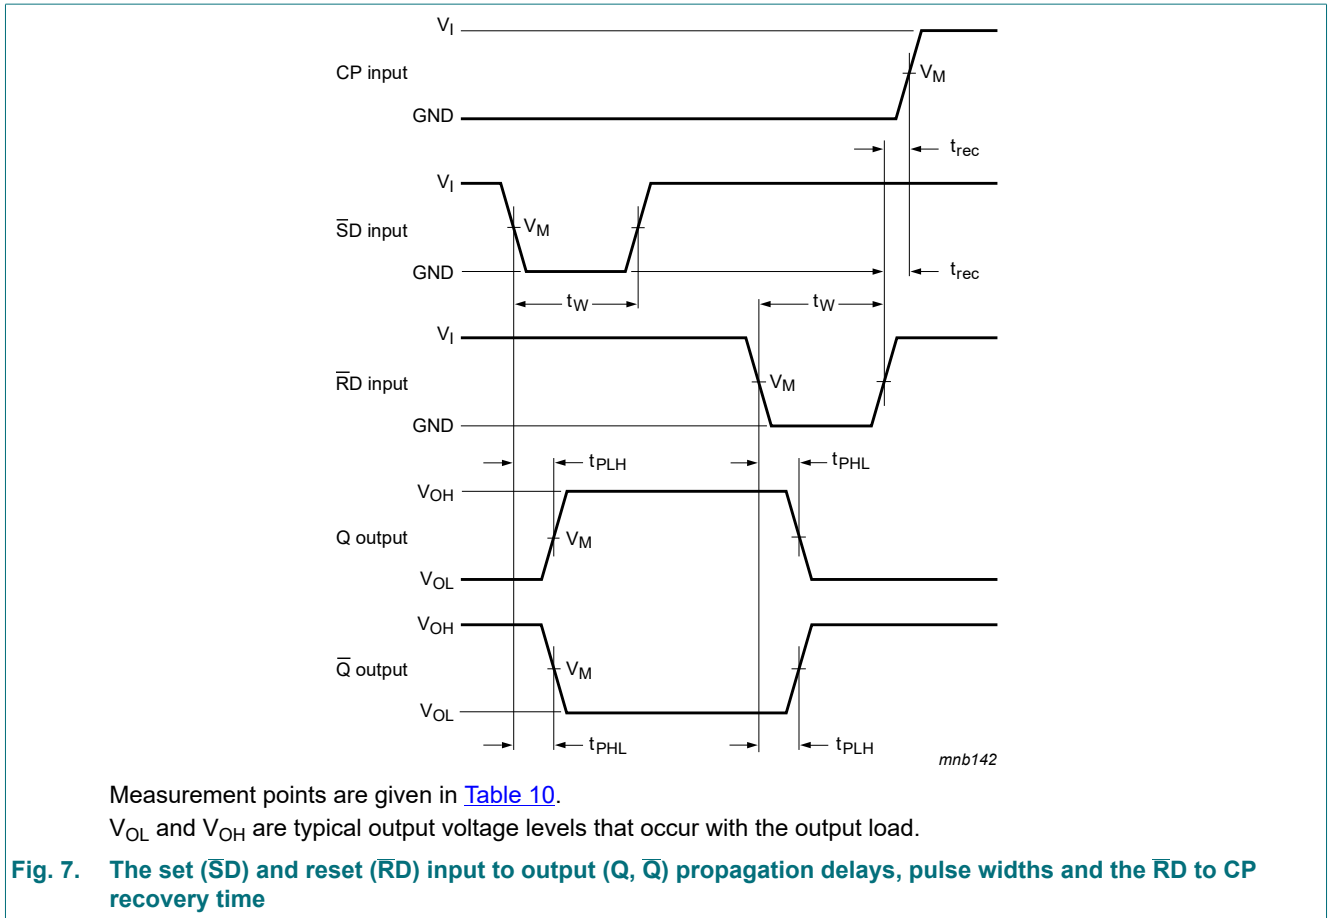 V_I
CP input
V_M
GND
t_rec
V_I
S̅D input
V_M
GND
t_rec
t_W
t_W
V_I
R̅D input
V_M
GND
t_PLH
t_PHL
V_OH
Q output
V_M
V_OL
V_OH
Q̅ output
V_M
V_OL
t_PHL
t_PLH
mnb142
Measurement points are given in Table 10.
V_OL and V_OH are typical output voltage levels that occur with the output load.
Fig. 7. The set (S̅D) and reset (R̅D) input to output (Q, Q̅) propagation delays, pulse widths and the R̅D to CP
recovery time